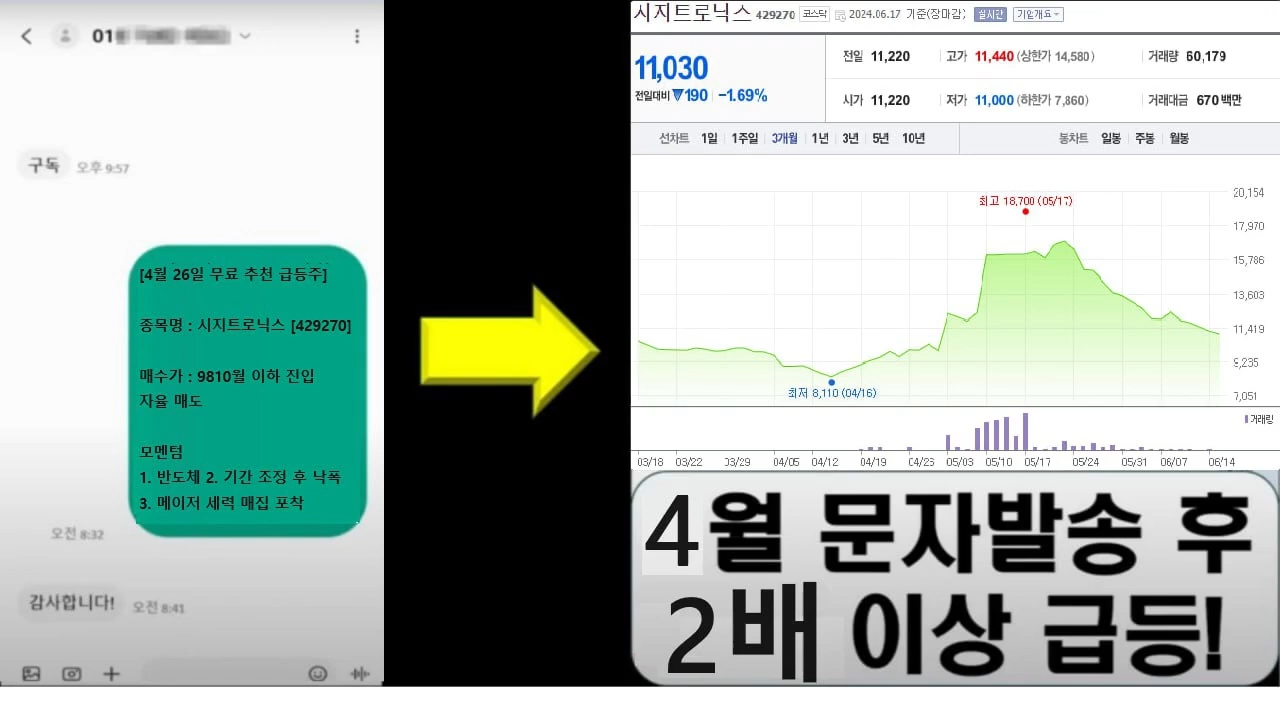 01
구독
오후 9:57
[4월 26일 무료 추천 급등주]
종목명 : 시지트로닉스 [429270]
매수가 : 9810월 이하 진입
자율 매도
모멘텀
1. 반도체 2. 기간 조정 후 낙폭
3. 메이저 세력 매집 포착
오전 8:32
감사합니다!
오전 8:41
시지트로닉스 429270 코스닥 2024.06.17 기준(장마감) 실시간 기업개요
11,030
전일대비 ▼190 -1.69%
전일 11,220 고가 11,440 (상한가 14,580) 거래량 60,179
시가 11,220 저가 11,000 (하한가 7,860) 거래대금 670 백만
선차트 1일 1주일 3개월 1년 3년 5년 10년 봉차트 일봉 주봉 월봉
최고 18,700 (05/17)
최저 8,110 (04/16)
20,154
17,970
15,786
13,603
11,419
9,235
7,051
거래량
03/18 03/22 03/29 04/05 04/12 04/19 04/26 05/03 05/10 05/17 05/24 05/31 06/07 06/14
4월 문자발송 후
2배 이상 급등!